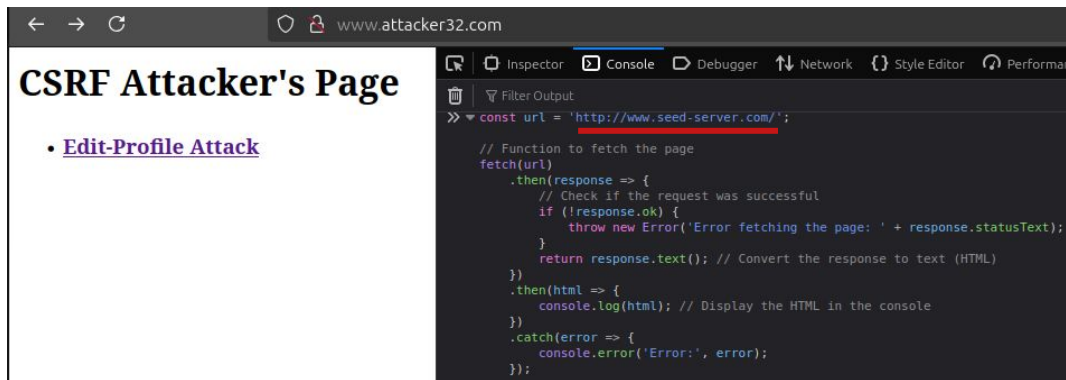 www.attacker32.com
CSRF Attacker's Page
• Edit-Profile Attack
Inspector Console Debugger Network {} Style Editor Performa
Filter Output
>> const url = 'http://www.seed-server.com/';
// Function to fetch the page
fetch(url)
.then(response => {
// Check if the request was successful
if (!response.ok) {
throw new Error('Error fetching the page: ' + response.statusText);
}
return response.text(); // Convert the response to text (HTML)
})
.then(html => {
console.log(html); // Display the HTML in the console
})
.catch(error => {
console.error('Error:', error);
});